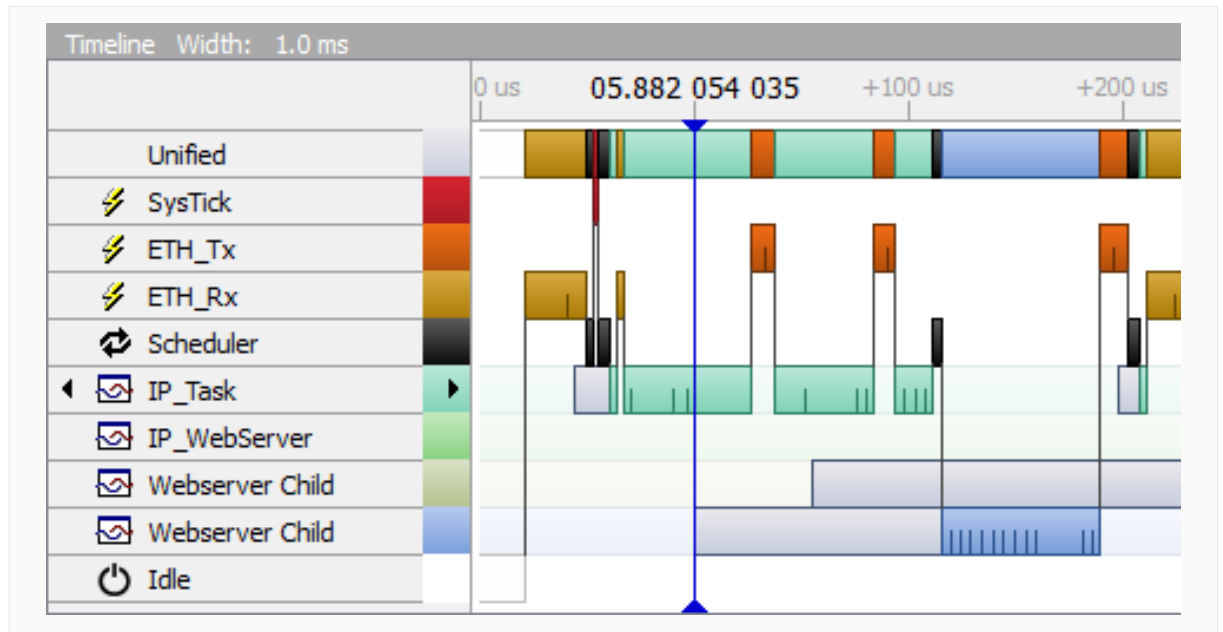 Timeline Width: 1.0 ms
0 us 05.882 054 035 +100 us +200 us
Unified
SysTick
ETH_Tx
ETH_Rx
Scheduler
IP_Task
IP_WebServer
Webserver Child
Webserver Child
Idle